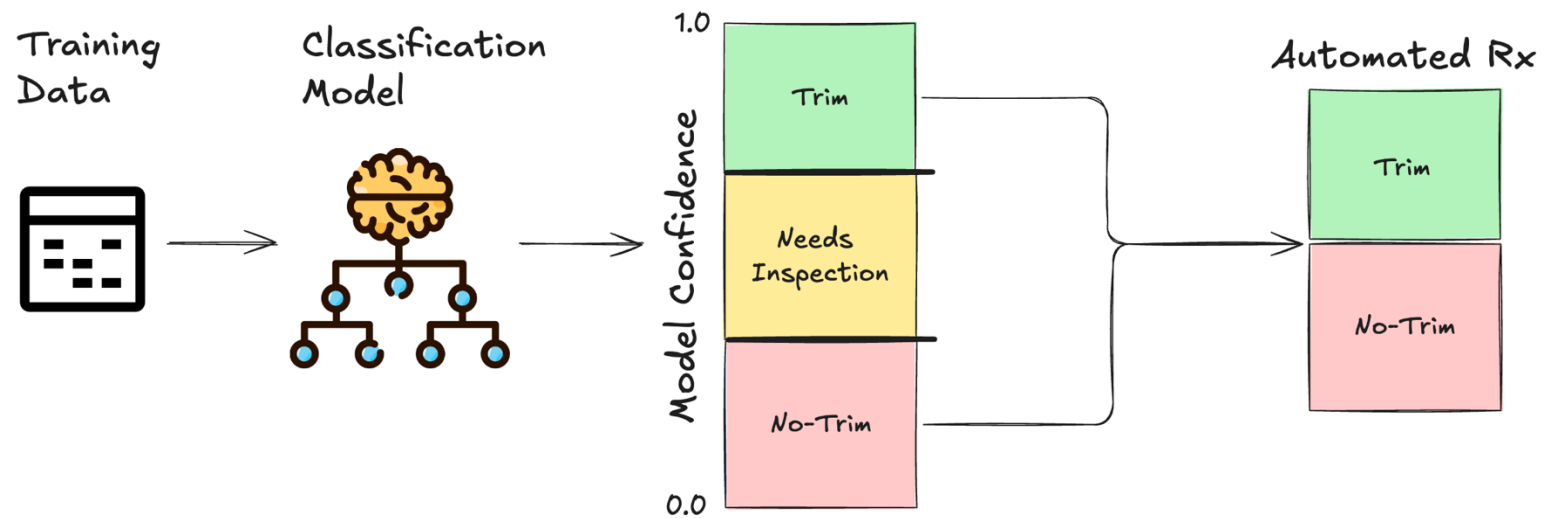 Training
Data
Classification
Model
Model Confidence
1.0
Trim
Needs
Inspection
No-Trim
0.0
Automated Rx
Trim
No-Trim